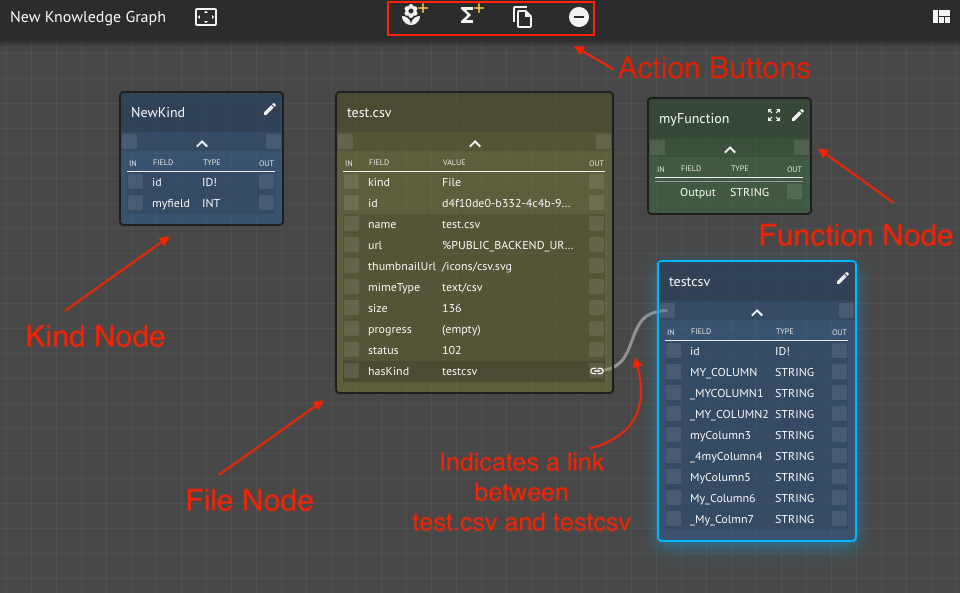 New Knowledge Graph
Action Buttons
NewKind
IN FIELD TYPE OUT
id ID!
myfield INT
Kind Node
test.csv
IN FIELD VALUE OUT
kind File
id d4f10de0-b332-4c4b-9...
name test.csv
url %PUBLIC_BACKEND_UR...
thumbnailUrl /icons/csv.svg
mimeType text/csv
size 136
progress (empty)
status 102
hasKind testcsv
File Node
myFunction
IN FIELD TYPE OUT
Output STRING
Function Node
testcsv
IN FIELD TYPE OUT
id ID!
MY_COLUMN STRING
_MYCOLUMN1 STRING
_MY_COLUMN2 STRING
myColumn3 STRING
_4myColumn4 STRING
MyColumn5 STRING
My_Column6 STRING
_My_Colmn7 STRING
Indicates a link
between
test.csv and testcsv